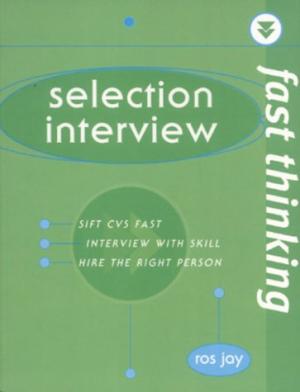 selection
interview
fast thinking
SIFT CVS FAST
INTERVIEW WITH SKILL
HIRE THE RIGHT PERSON
ros jay